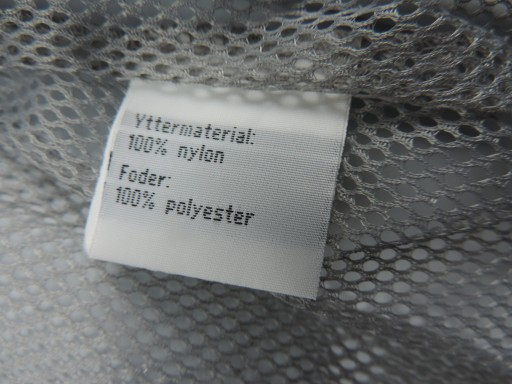 Yttermaterial:
100% nylon
Foder:
100% polyester